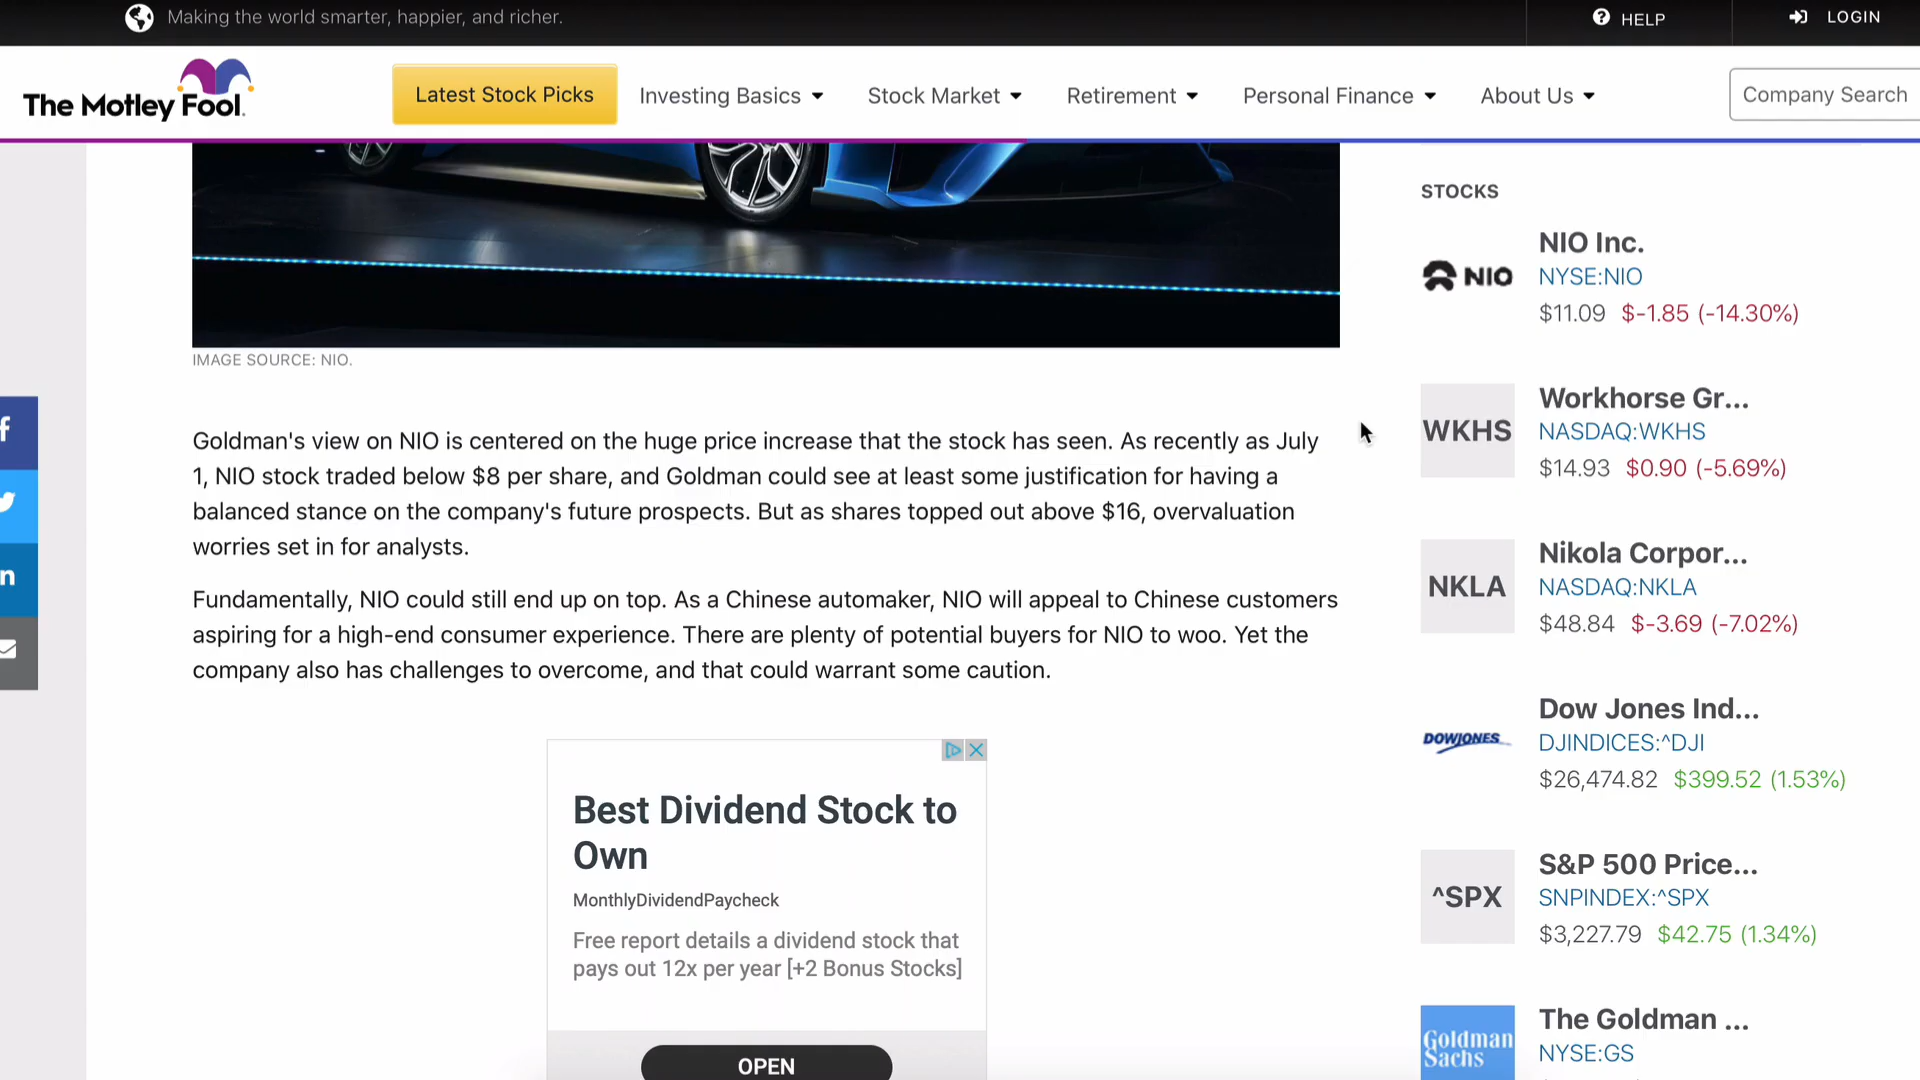 Making the world smarter, happier, and richer.
HELP
LOGIN
The Motley Fool.
Latest Stock Picks
Investing Basics
Stock Market
Retirement
Personal Finance
About Us
Company Search
IMAGE SOURCE: NIO.
Goldman's view on NIO is centered on the huge price increase that the stock has seen. As recently as July
1, NIO stock traded below $8 per share, and Goldman could see at least some justification for having a
balanced stance on the company's future prospects. But as shares topped out above $16, overvaluation
worries set in for analysts.
Fundamentally, NIO could still end up on top. As a Chinese automaker, NIO will appeal to Chinese customers
aspiring for a high-end consumer experience. There are plenty of potential buyers for NIO to woo. Yet the
company also has challenges to overcome, and that could warrant some caution.
Best Dividend Stock to
Own
MonthlyDividendPaycheck
Free report details a dividend stock that
pays out 12x per year [+2 Bonus Stocks]
OPEN
STOCKS
NIO
NIO Inc.
NYSE:NIO
$11.09 $-1.85 (-14.30%)
WKHS
Workhorse Gr...
NASDAQ:WKHS
$14.93 $0.90 (-5.69%)
NKLA
Nikola Corpor...
NASDAQ:NKLA
$48.84 $-3.69 (-7.02%)
DOWJONES
Dow Jones Ind...
DJINDICES:^DJI
$26,474.82 $399.52 (1.53%)
^SPX
S&P 500 Price...
SNPINDEX:^SPX
$3,227.79 $42.75 (1.34%)
Goldman
Sachs
The Goldman ...
NYSE:GS